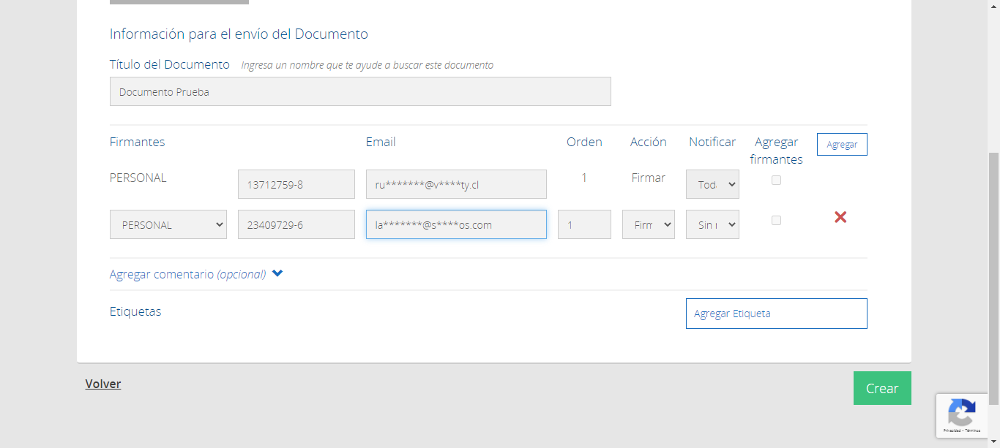 Información para el envío del Documento
Título del Documento Ingresa un nombre que te ayude a buscar este documento
Documento Prueba
Firmantes Email Orden Acción Notificar Agregar firmantes Agregar
PERSONAL 13712759-8 ru*******@v****ty.cl 1 Firmar Tod
PERSONAL 23409729-6 la*******@s****os.com 1 Firm Sin
Agregar comentario (opcional)
Etiquetas Agregar Etiqueta
Volver Crear
Privacidad - Términos